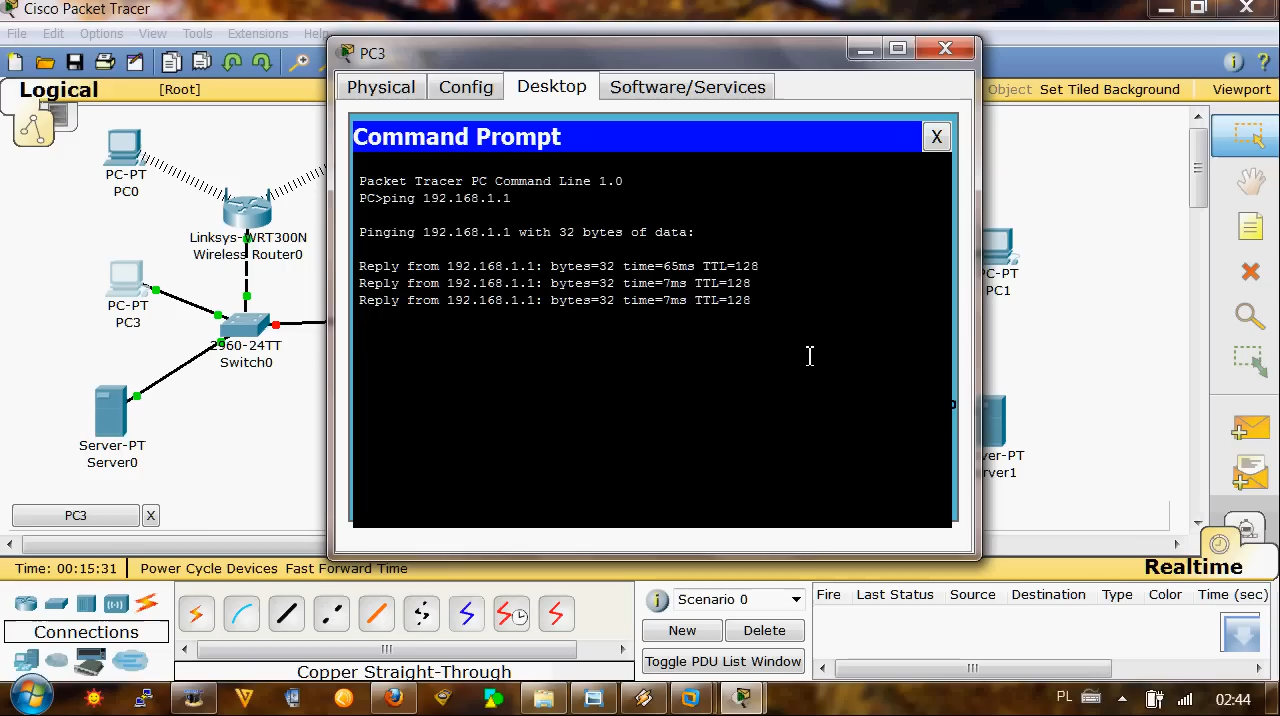 Cisco Packet Tracer
File Edit Options View Tools Extensions Help
Logical
[Root]
Object
Set Tiled Background
Viewport
PC3
Physical
Config
Desktop
Software/Services
Command Prompt
X
Packet Tracer PC Command Line 1.0
PC>ping 192.168.1.1
Pinging 192.168.1.1 with 32 bytes of data:
Reply from 192.168.1.1: bytes=32 time=65ms TTL=128
Reply from 192.168.1.1: bytes=32 time=7ms TTL=128
Reply from 192.168.1.1: bytes=32 time=7ms TTL=128
PC-PT
PC0
Linksys-WRT300N
Wireless Router0
PC-PT
PC3
2960-24TT
Switch0
Server-PT
Server0
C-PT
PC1
ver-PT
rver1
PC3
X
Time: 00:15:31
Power Cycle Devices Fast Forward Time
Realtime
Connections
Copper Straight-Through
Scenario 0
New
Delete
Toggle PDU List Window
Fire
Last Status
Source
Destination
Type
Color
Time (sec)
PL
02:44